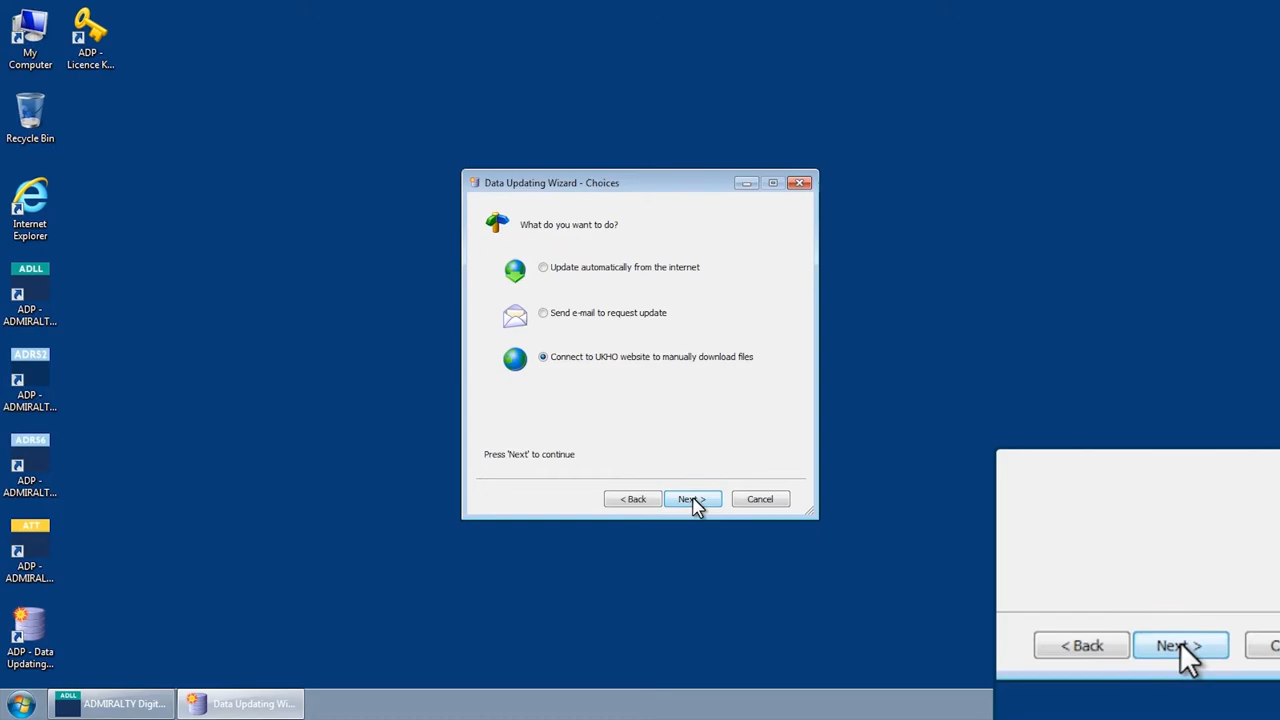 My
Computer
ADP -
Licence K...
Recycle Bin
Internet
Explorer
ADLL
ADP -
ADMIRALT...
ADRS2
ADP -
ADMIRALT...
ADRS6
ADP -
ADMIRALT...
ATT
ADP -
ADMIRAL...
ADP - Data
Updating...
Data Updating Wizard - Choices
What do you want to do?
Update automatically from the internet
Send e-mail to request update
Connect to UKHO website to manually download files
Press 'Next' to continue
< Back
Next >
Cancel
< Back
Next >
C
ADLL
ADMIRALTY Digit...
Data Updating Wi...